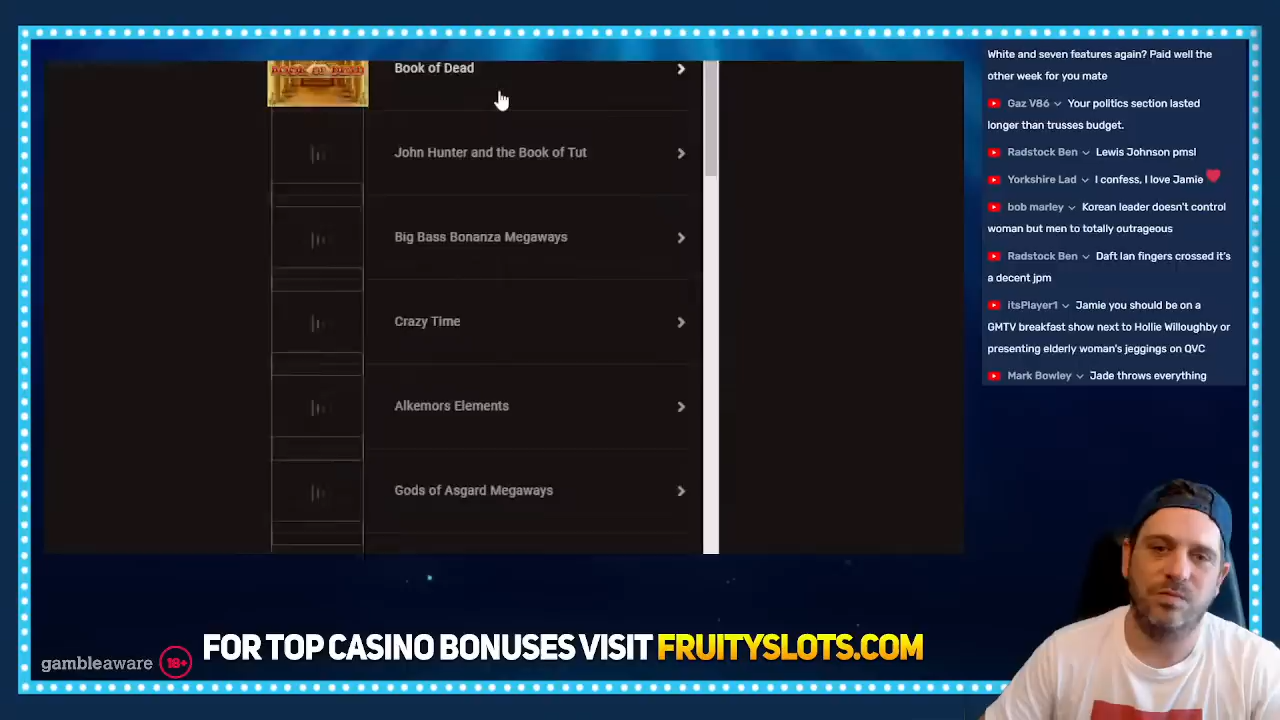 Book of Dead
John Hunter and the Book of Tut
Big Bass Bonanza Megaways
Crazy Time
Alkemors Elements
Gods of Asgard Megaways
White and seven features again? Paid well the
other week for you mate
Gaz V86 Your politics section lasted
longer than trusses budget.
Radstock Ben Lewis Johnson pmsl
Yorkshire Lad I confess, I love Jamie
bob marley Korean leader doesn't control
woman but men to totally outrageous
Radstock Ben Daft Ian fingers crossed it's
a decent jpm
itsPlayer1 Jamie you should be on a
GMTV breakfast show next to Hollie Willoughby or
presenting elderly woman's jeggings on QVC
Mark Bowley Jade throws everything
gambleaware 18+
FOR TOP CASINO BONUSES VISIT FRUITYSLOTS.COM